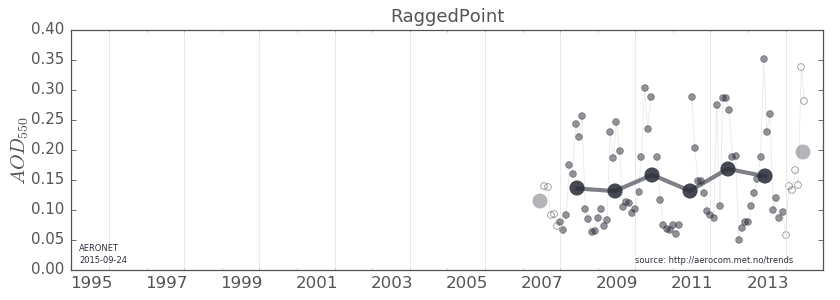 RaggedPoint
0.40
0.35
0.30
0.25
0.20
0.15
0.10
0.05
0.00
AOD550
AERONET
2015-09-24
source: http://aerocom.met.no/trends
1995 1997 1999 2001 2003 2005 2007 2009 2011 2013